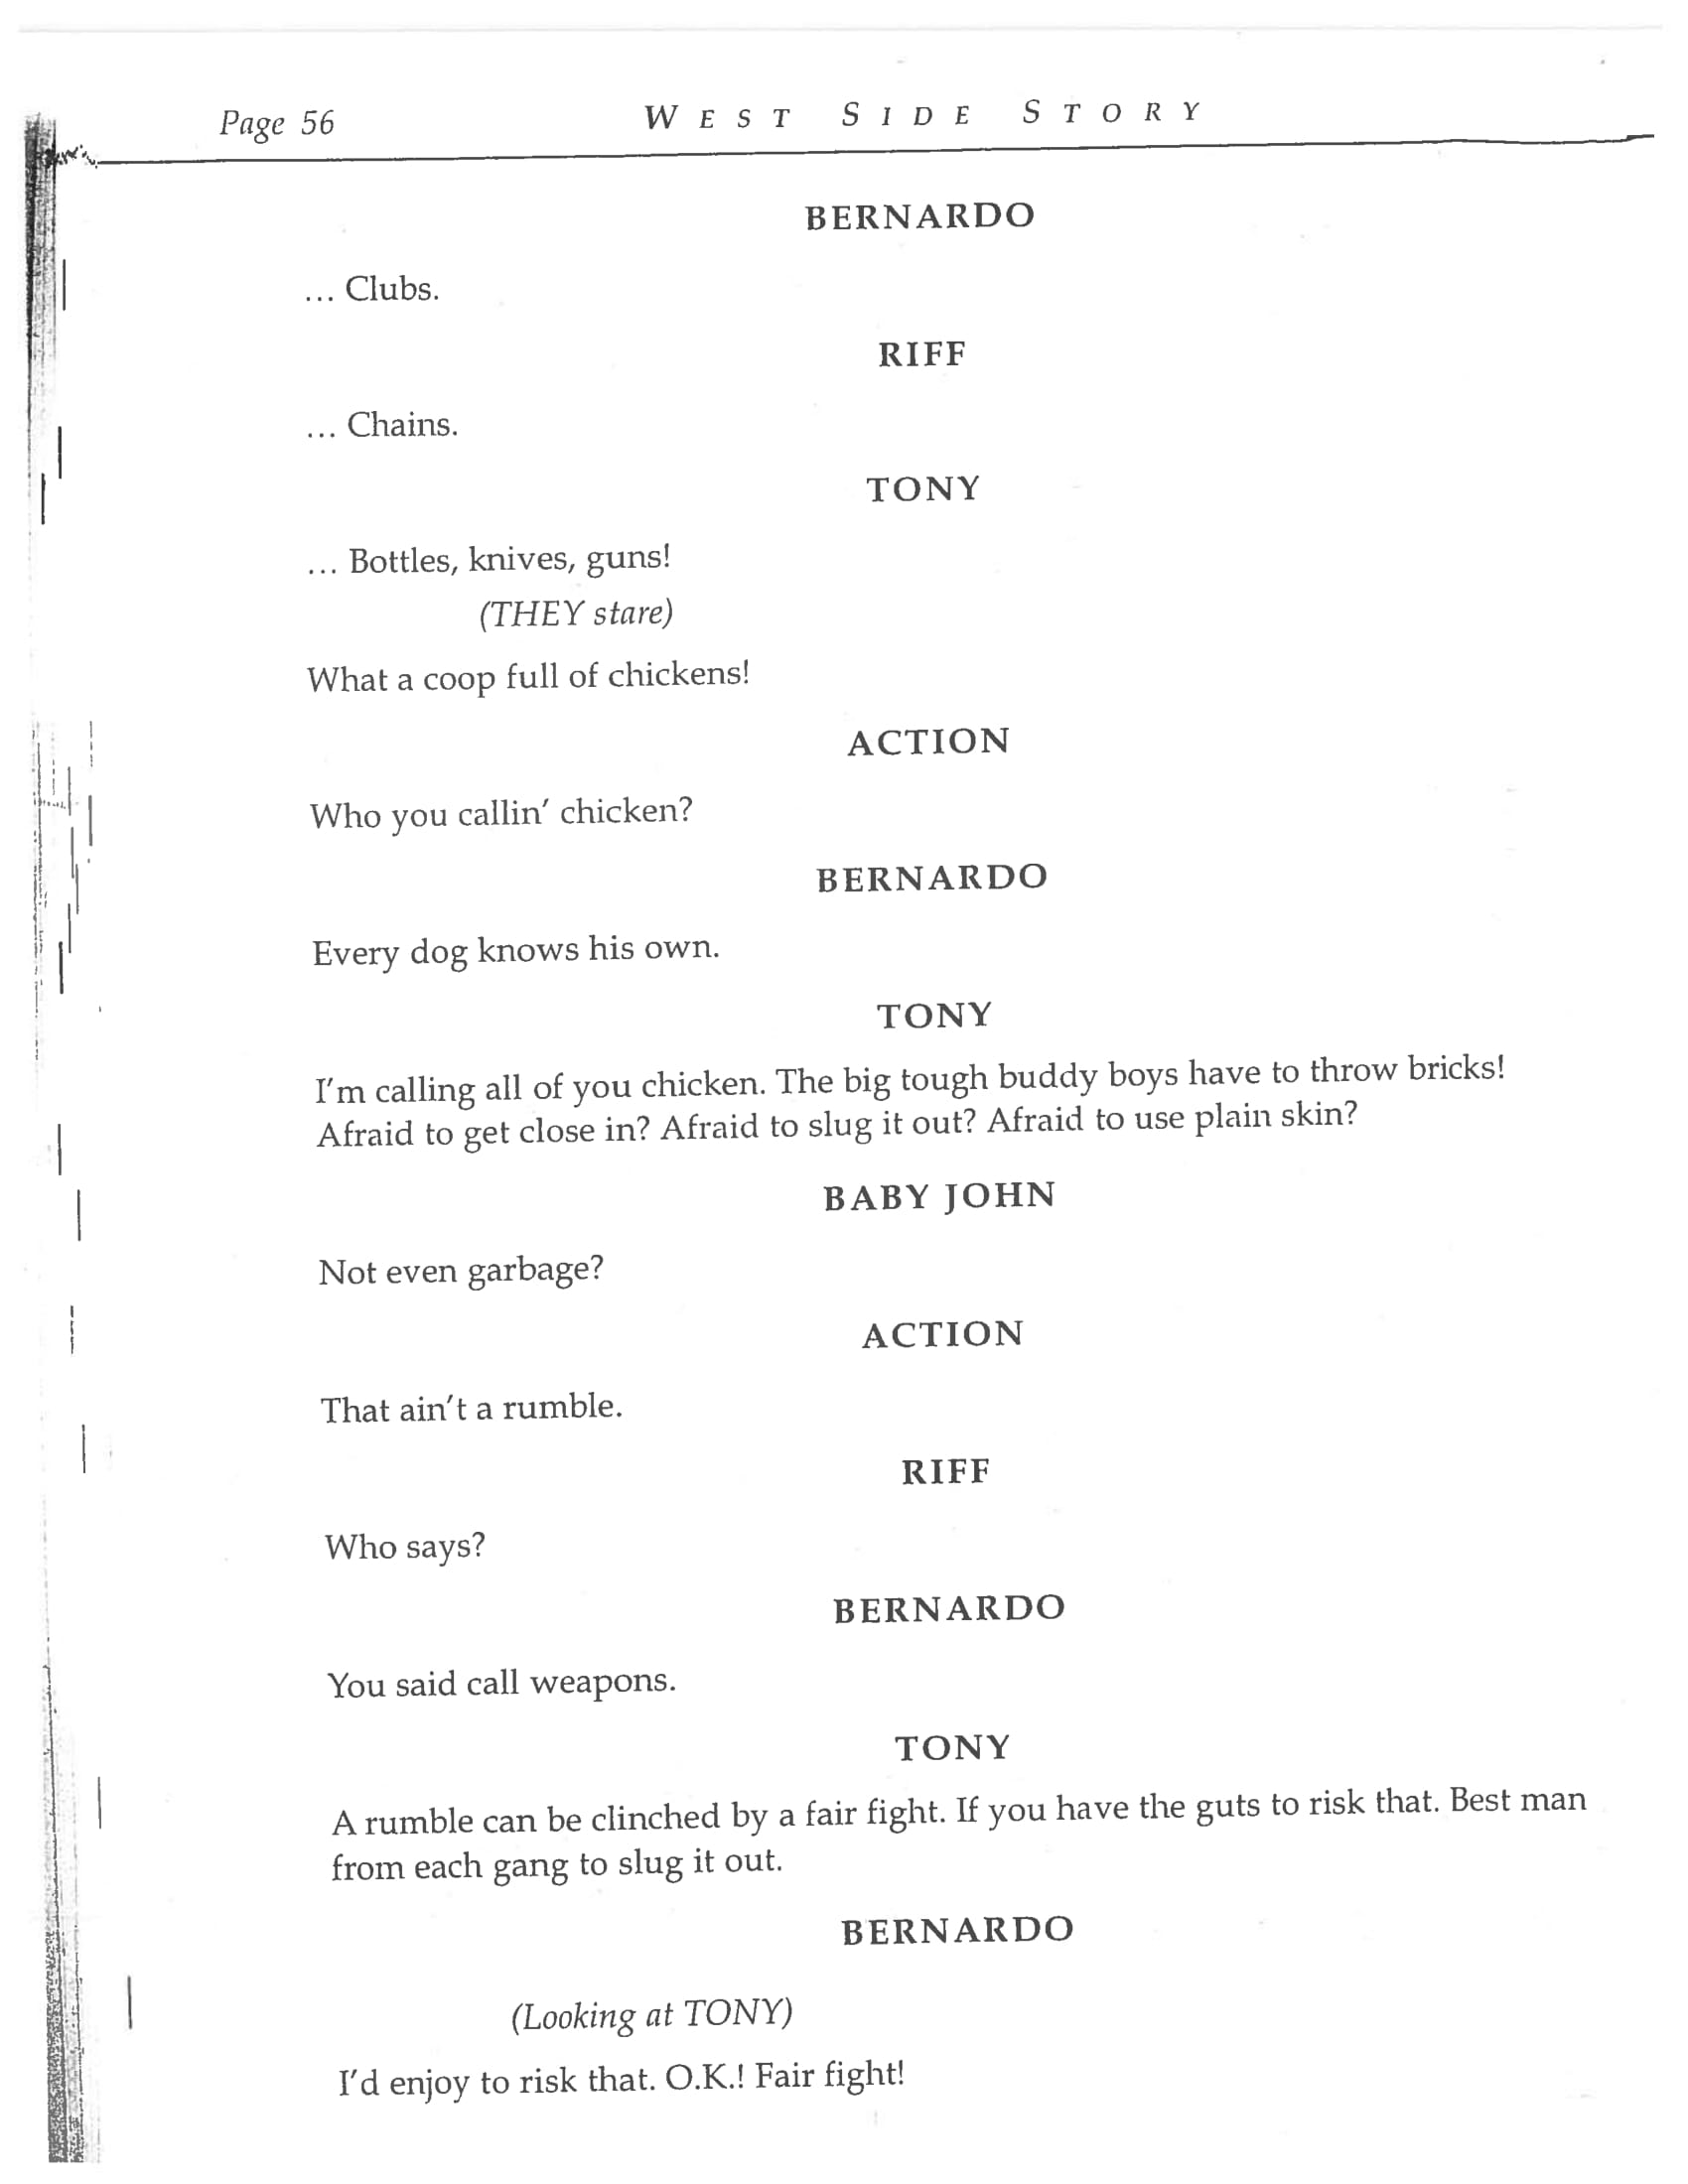 Page 56
WEST SIDE STORY
BERNARDO
... Clubs.
RIFF
... Chains.
TONY
... Bottles, knives, guns!
(THEY stare)
What a coop full of chickens!
ACTION
Who you callin' chicken?
BERNARDO
Every dog knows his own.
TONY
I'm calling all of you chicken. The big tough buddy boys have to throw bricks!
Afraid to get close in? Afraid to slug it out? Afraid to use plain skin?
BABY JOHN
Not even garbage?
ACTION
That ain't a rumble.
RIFF
Who says?
BERNARDO
You said call weapons.
TONY
A rumble can be clinched by a fair fight. If you have the guts to risk that. Best man
from each gang to slug it out.
BERNARDO
(Looking at TONY)
I'd enjoy to risk that. O.K.! Fair fight!